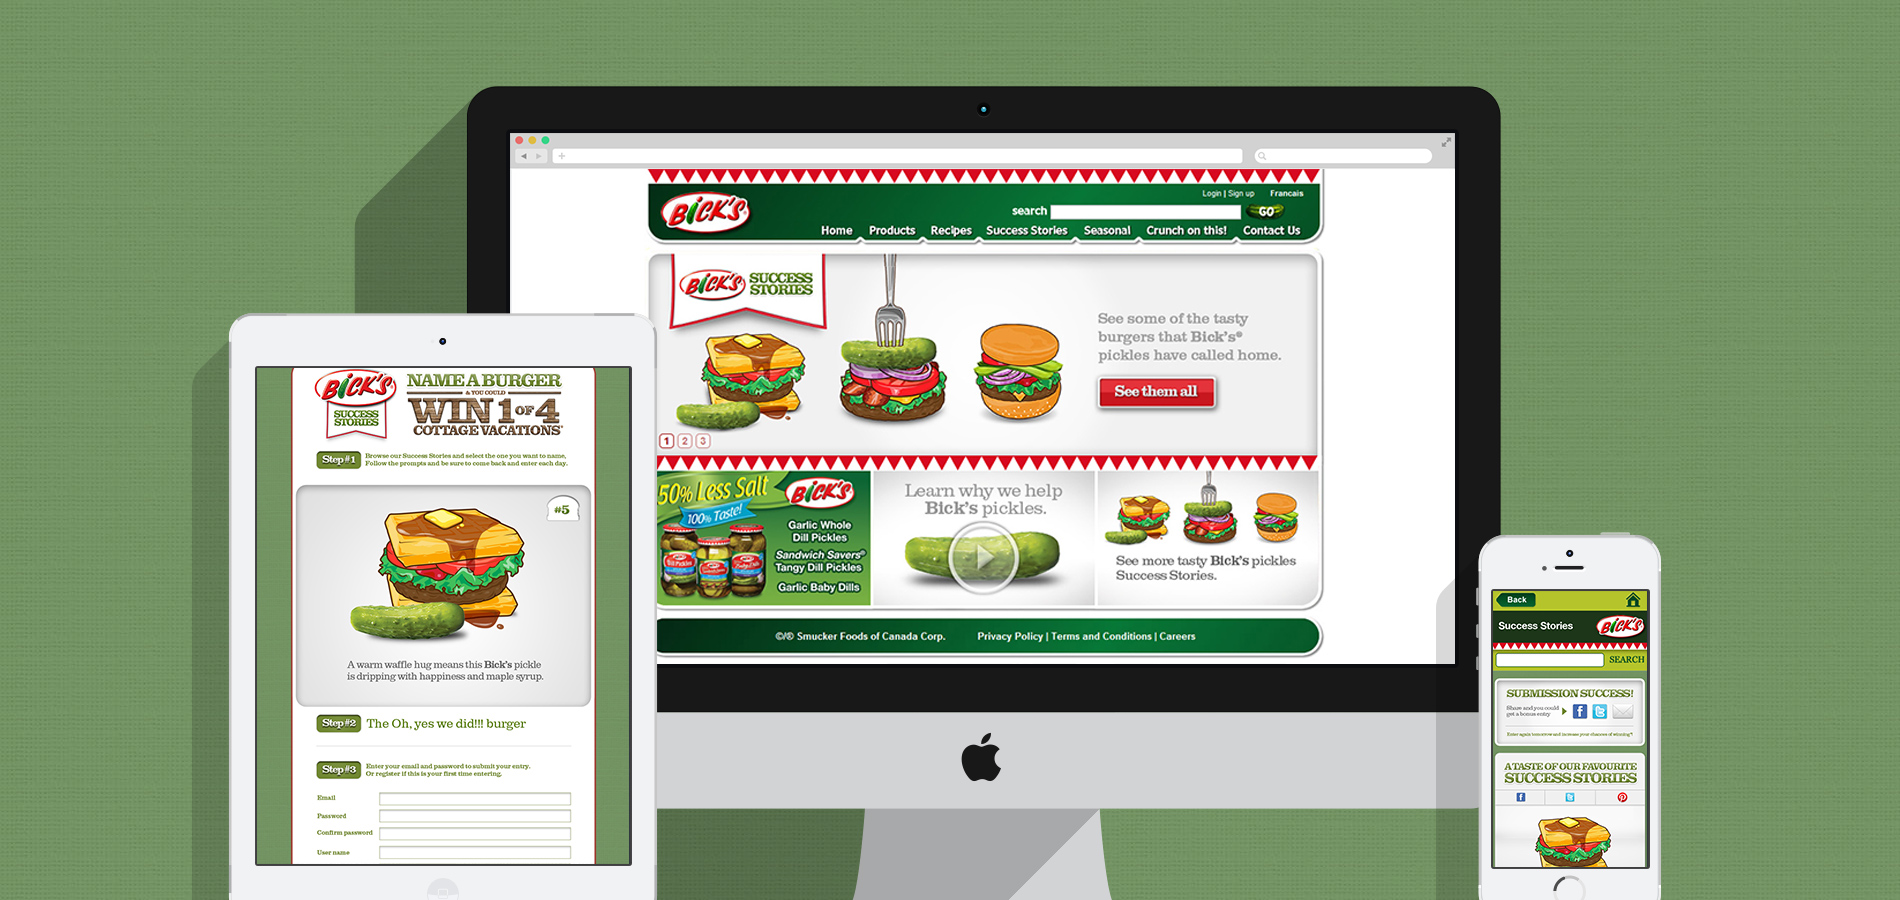 Login | Sign up Francais
BICK'S
search GO
Home Products Recipes Success Stories Seasonal Crunch on this! Contact Us
BICK'S SUCCESS
STORIES
See some of the tasty
burgers that Bick's®
pickles have called home.
See them all
1 2 3
50% Less Salt
100% Taste!
BICK'S
Garlic Whole
Dill Pickles
Sandwich Savers®
Tangy Dill Pickles
Garlic Baby Dills
Learn why we help
Bick's pickles.
See more tasty Bick's pickles
Success Stories.
©/® Smucker Foods of Canada Corp. Privacy Policy | Terms and Conditions | Careers
BICK'S
SUCCESS
STORIES
NAME A BURGER
& YOU COULD
WIN 1 OF 4
COTTAGE VACATIONS*
Step #1 Browse our Success Stories and select the one you want to name,
Follow the prompts and be sure to come back and enter each day.
#5
A warm waffle hug means this Bick's pickle
is dripping with happiness and maple syrup.
Step #2 The Oh, yes we did!!! burger
Step #3 Enter your email and password to submit your entry.
Or register if this is your first time entering.
Email
Password
Confirm password
User name
Back
Success Stories BICK'S
SEARCH
SUBMISSION SUCCESS!
Share and you could
get a bonus entry
Enter again tomorrow and increase your chances of winning*!
A TASTE OF OUR FAVOURITE
SUCCESS STORIES